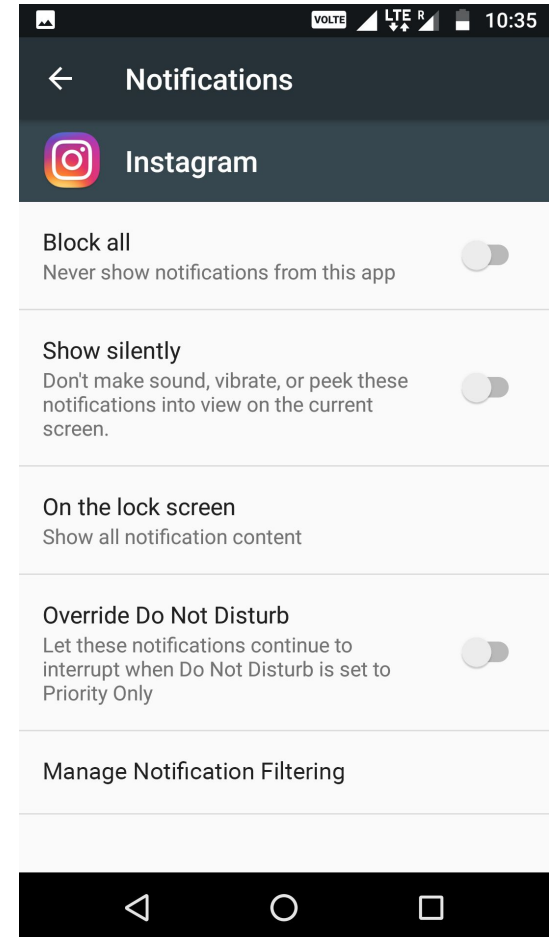 VOLTE LTE R 10:35
Notifications
Instagram
Block all
Never show notifications from this app
Show silently
Don't make sound, vibrate, or peek these
notifications into view on the current
screen.
On the lock screen
Show all notification content
Override Do Not Disturb
Let these notifications continue to
interrupt when Do Not Disturb is set to
Priority Only
Manage Notification Filtering